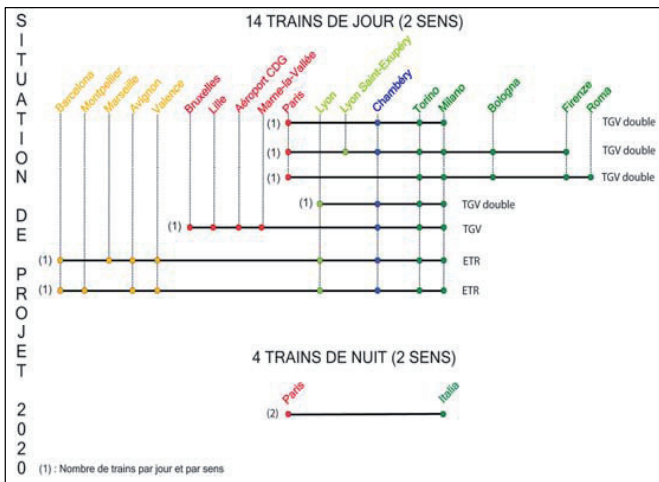 SITUATION DE PROJET 2020
14 TRAINS DE JOUR (2 SENS)
Barcelona
Montpellier
Marseille
Avignon
Valence
Bruxelles
Lille
Aéroport CDG
Marne-la-Vallée
Paris
Lyon
Lyon Saint-Exupéry
Chambéry
Torino
Milano
Bologna
Firenze
Roma
(1) TGV double
(1) TGV double
(1) TGV double
(1) TGV double
(1) TGV
(1) ETR
(1) ETR
4 TRAINS DE NUIT (2 SENS)
Paris
Italia
(2)
(1) : Nombre de trains par jour et par sens